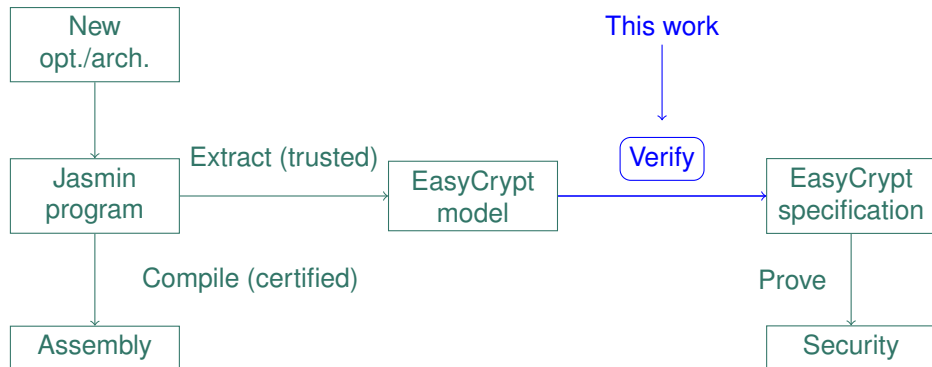 New
opt./arch.
This work
Extract (trusted)
Verify
Jasmin
program
EasyCrypt
model
EasyCrypt
specification
Compile (certified)
Prove
Assembly
Security